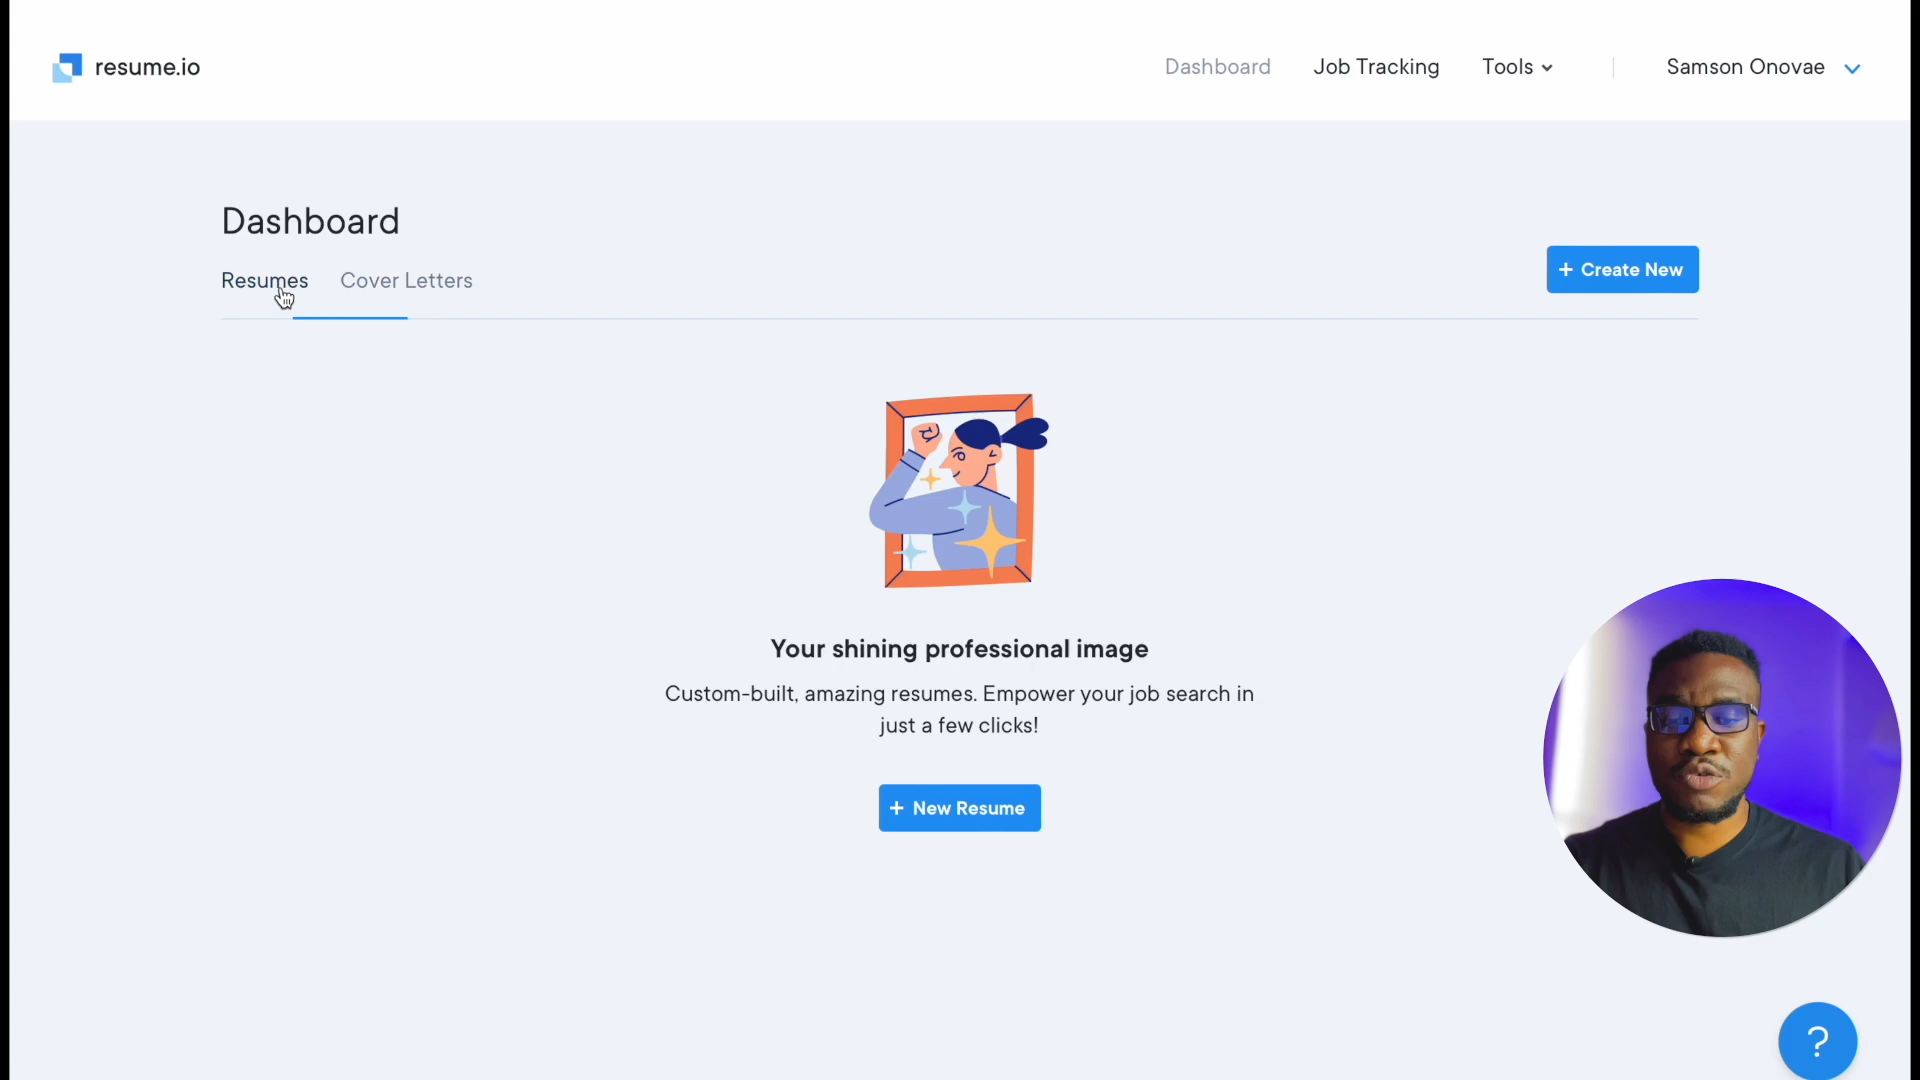 resume.io
Dashboard
Job Tracking
Tools
Samson Onovae
Dashboard
Resumes
Cover Letters
+ Create New
Your shining professional image
Custom-built, amazing resumes. Empower your job search in
just a few clicks!
+ New Resume
?